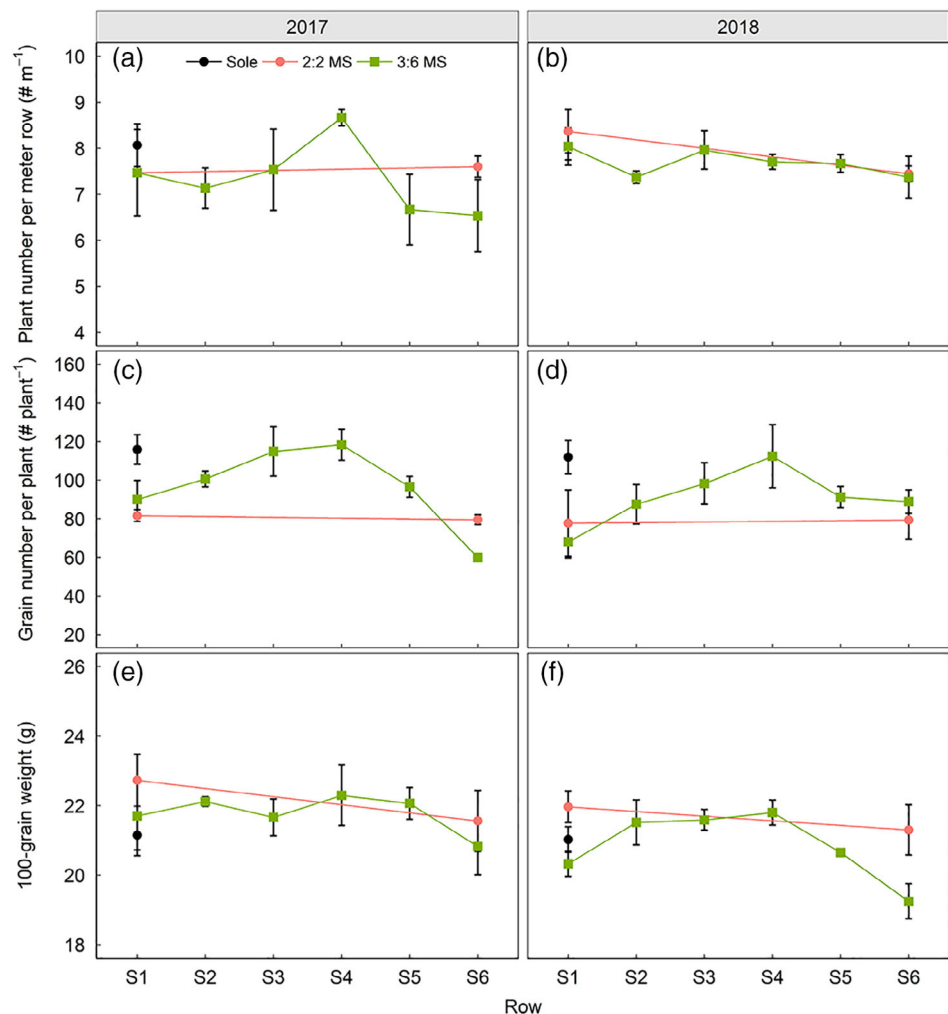 2017
2018
(a)
Sole 2:2 MS 3:6 MS
(b)
Plant number per meter row (# m⁻¹)
10
9
8
7
6
5
4
(c)
(d)
Grain number per plant (# plant⁻¹)
160
140
120
100
80
60
40
20
(e)
(f)
100-grain weight (g)
26
24
22
20
18
S1 S2 S3 S4 S5 S6
S1 S2 S3 S4 S5 S6
Row